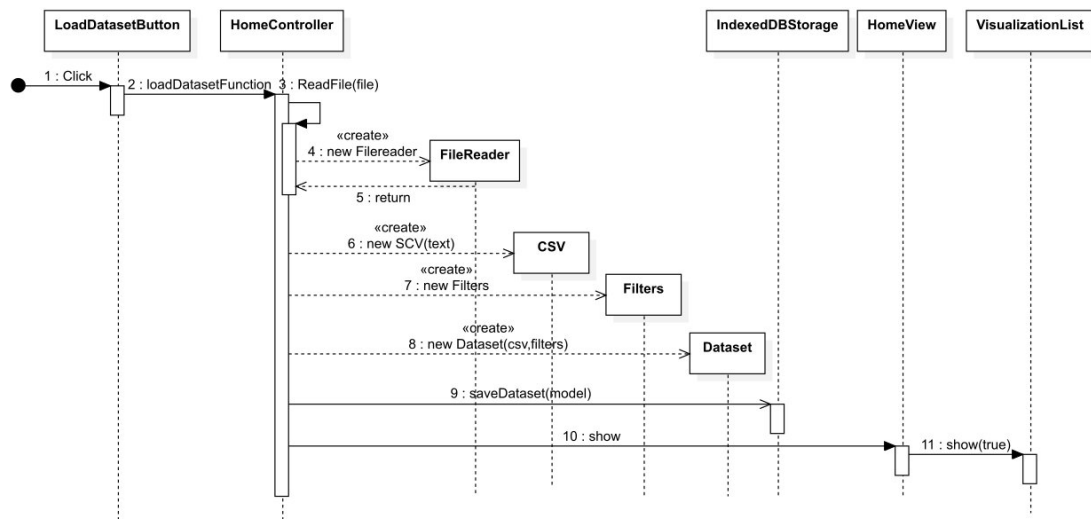 LoadDatasetButton
HomeController
IndexedDBStorage
HomeView
VisualizationList
1 : Click
2 : loadDatasetFunction
3 : ReadFile(file)
«create»
4 : new Filereader
FileReader
5 : return
«create»
6 : new SCV(text)
CSV
«create»
7 : new Filters
Filters
«create»
8 : new Dataset(csv,filters)
Dataset
9 : saveDataset(model)
10 : show
11 : show(true)